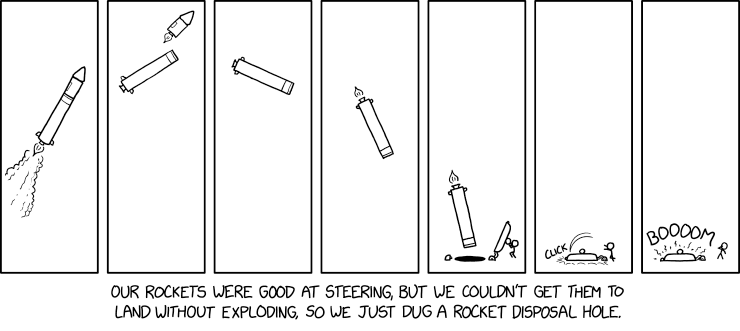 CLICK
BOOOOM
OUR ROCKETS WERE GOOD AT STEERING, BUT WE COULDN'T GET THEM TO
LAND WITHOUT EXPLODING, SO WE JUST DUG A ROCKET DISPOSAL HOLE.